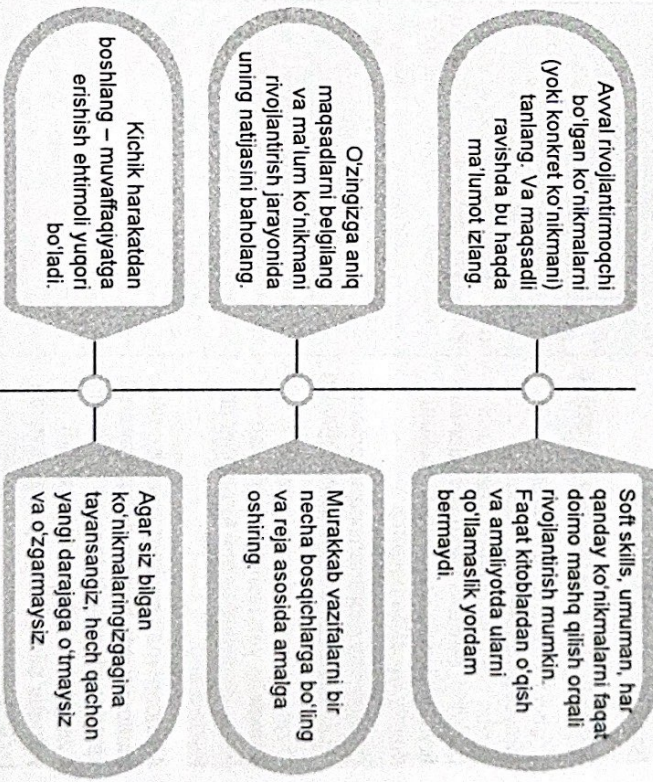 Avval rivojlantirmoqchi
bo'lgan ko'nikmalarni
(yoki konkret ko'nikmani)
tanlang. Va maqsadli
ravishda bu haqda
ma'lumot izlang.
Soft skills, umuman, har
qanday ko'nikmalarni faqat
doimo mashq qilish orqali
rivojlantirish mumkin.
Faqat kitoblardan o'qish
va amaliyotda ularni
qo'llamaslik yordam
bermaydi.
O'zingizga aniq
maqsadlarni belgilang
va ma'lum ko'nikmani
rivojlantirish jarayonida
uning natijasini baholang.
Murakkab vazifalarni bir
necha bosqichlarga bo'ling
va reja asosida amalga
oshiring.
Kichik harakatdan
boshlang – muvaffaqiyatga
erishish ehtimoli yuqori
bo'ladi.
Agar siz bilgan
ko'nikmalaringizgagina
tayansangiz, hech qachon
yangi darajaga o'tmaysiz
va o'zgarmaysiz.